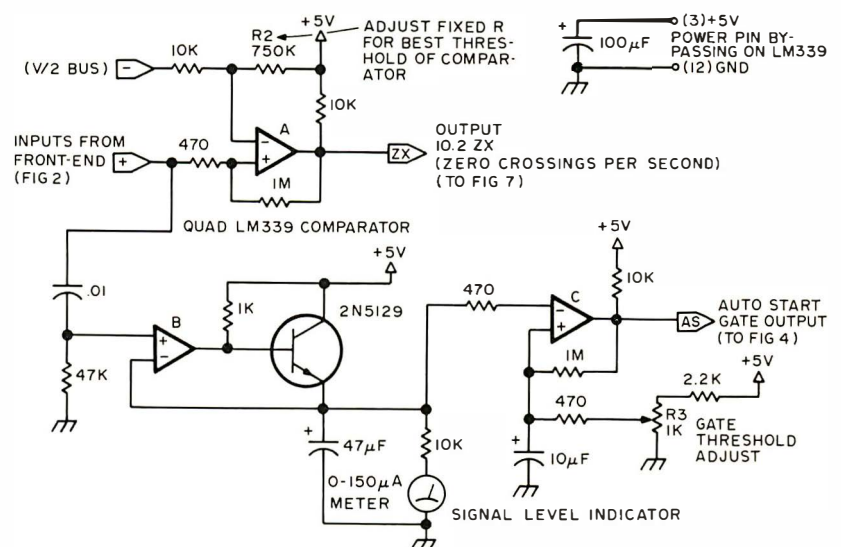 +5V
R2
ADJUST FIXED R
FOR BEST THRES-
HOLD OF COMPAR-
ATOR
10K
750K
(V/2 BUS)
−
10K
+
100µF
(3)+5V
POWER PIN BY-
PASSING ON LM339
(12)GND
INPUTS FROM
FRONT-END
(FIG 2)
+
470
−
+
A
1M
ZX
OUTPUT
10.2 ZX
(ZERO CROSSINGS PER SECOND)
(TO FIG 7)
QUAD LM339 COMPARATOR
.01
47K
B
+
−
1K
+5V
2N5129
+
47µF
10K
0-150µA
METER
SIGNAL LEVEL INDICATOR
470
C
−
+
+5V
10K
AS
AUTO START
GATE OUTPUT
(TO FIG 4)
1M
470
+
10µF
R3
1K
2.2K
+5V
GATE
THRESHOLD
ADJUST